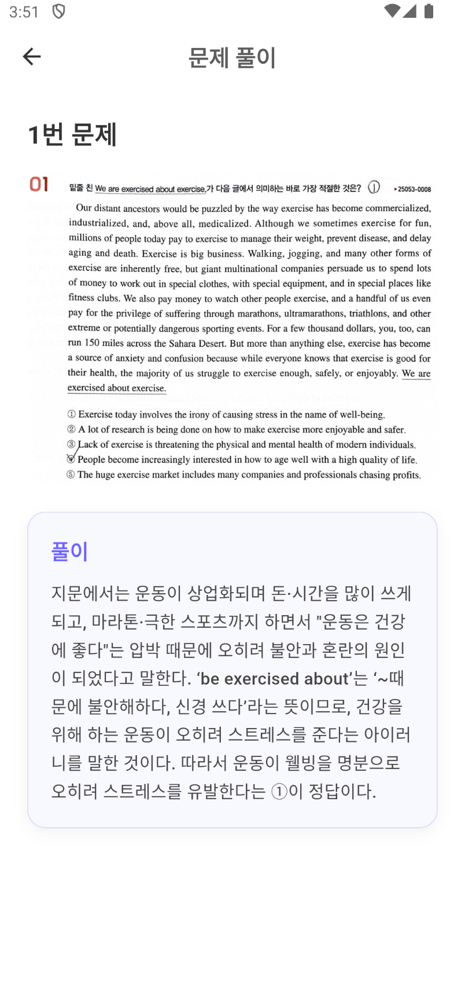 3:51
문제 풀이
1번 문제
01 밑줄 친 We are exercised about exercise.가 다음 글에서 의미하는 바로 가장 적절한 것은? ① ▸25053-0008
Our distant ancestors would be puzzled by the way exercise has become commercialized,
industrialized, and, above all, medicalized. Although we sometimes exercise for fun,
millions of people today pay to exercise to manage their weight, prevent disease, and delay
aging and death. Exercise is big business. Walking, jogging, and many other forms of
exercise are inherently free, but giant multinational companies persuade us to spend lots
of money to work out in special clothes, with special equipment, and in special places like
fitness clubs. We also pay money to watch other people exercise, and a handful of us even
pay for the privilege of suffering through marathons, ultramarathons, triathlons, and other
extreme or potentially dangerous sporting events. For a few thousand dollars, you, too, can
run 150 miles across the Sahara Desert. But more than anything else, exercise has become
a source of anxiety and confusion because while everyone knows that exercise is good for
their health, the majority of us struggle to exercise enough, safely, or enjoyably. We are
exercised about exercise.
① Exercise today involves the irony of causing stress in the name of well-being.
② A lot of research is being done on how to make exercise more enjoyable and safer.
③ Lack of exercise is threatening the physical and mental health of modern individuals.
④ People become increasingly interested in how to age well with a high quality of life.
⑤ The huge exercise market includes many companies and professionals chasing profits.
풀이
지문에서는 운동이 상업화되며 돈·시간을 많이 쓰게
되고, 마라톤·극한 스포츠까지 하면서 "운동은 건강
에 좋다"는 압박 때문에 오히려 불안과 혼란의 원인
이 되었다고 말한다. ‘be exercised about’는 ‘~때
문에 불안해하다, 신경 쓰다’라는 뜻이므로, 건강을
위해 하는 운동이 오히려 스트레스를 준다는 아이러
니를 말한 것이다. 따라서 운동이 웰빙을 명분으로
오히려 스트레스를 유발한다는 ①이 정답이다.